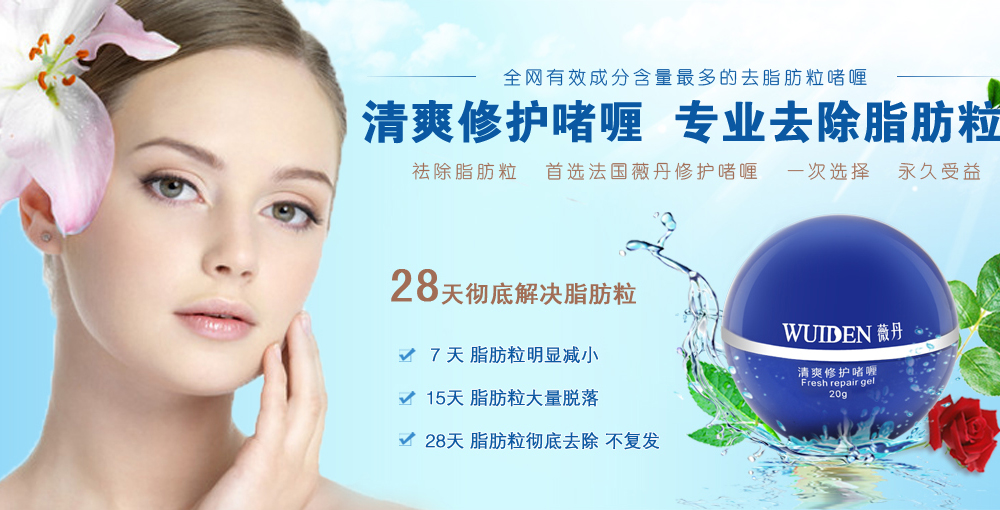 全网有效成分含量最多的去脂肪粒啫喱
清爽修护啫喱 专业去除脂肪粒
祛除脂肪粒 首选法国薇丹修护啫喱 一次选择 永久受益
28天彻底解决脂肪粒
7 天 脂肪粒明显减小
15天 脂肪粒大量脱落
28天 脂肪粒彻底去除 不复发
WUIDEN 薇丹
清爽修护啫喱
Fresh repair gel
20g